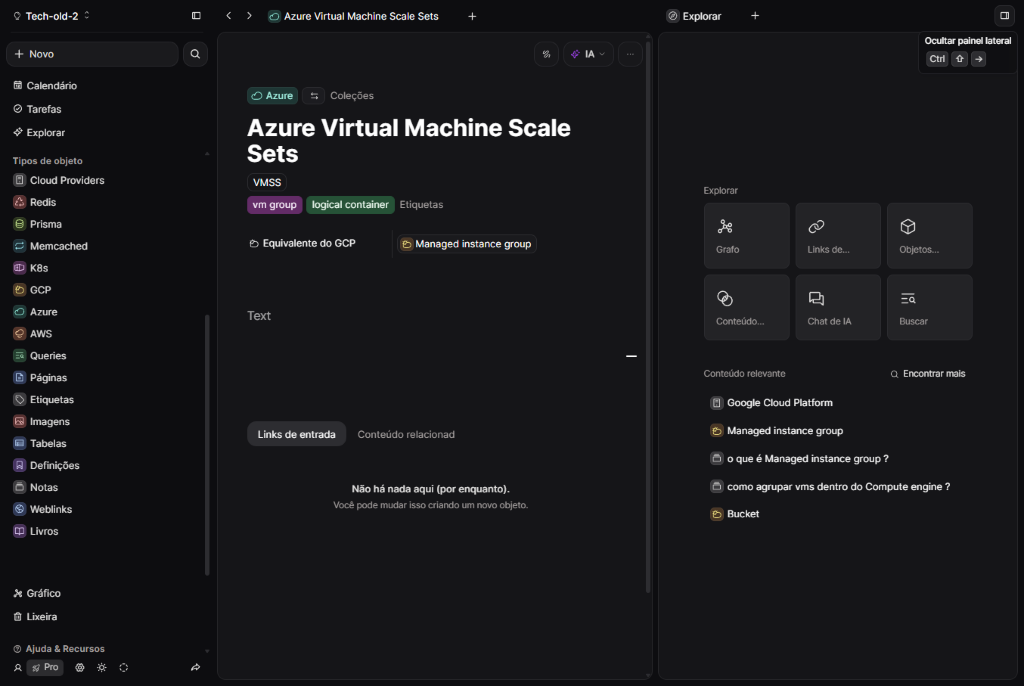 Tech-old-2
Novo
Calendário
Tarefas
Explorar
Tipos de objeto
Cloud Providers
Redis
Prisma
Memcached
K8s
GCP
Azure
AWS
Queries
Páginas
Etiquetas
Imagens
Tabelas
Definições
Notas
Weblinks
Livros
Gráfico
Lixeira
Ajuda & Recursos
Pro
Azure Virtual Machine Scale Sets
IA
Azure
Coleções
Azure Virtual Machine Scale
Sets
VMSS
vm group logical container Etiquetas
Equivalente do GCP Managed instance group
Text
Links de entrada Conteúdo relacionad
Não há nada aqui (por enquanto).
Você pode mudar isso criando um novo objeto.
Explorar
Ocultar painel lateral
Ctrl
Explorar
Grafo Links de... Objetos...
Conteúdo... Chat de IA Buscar
Conteúdo relevante Encontrar mais
Google Cloud Platform
Managed instance group
o que é Managed instance group ?
como agrupar vms dentro do Compute engine ?
Bucket